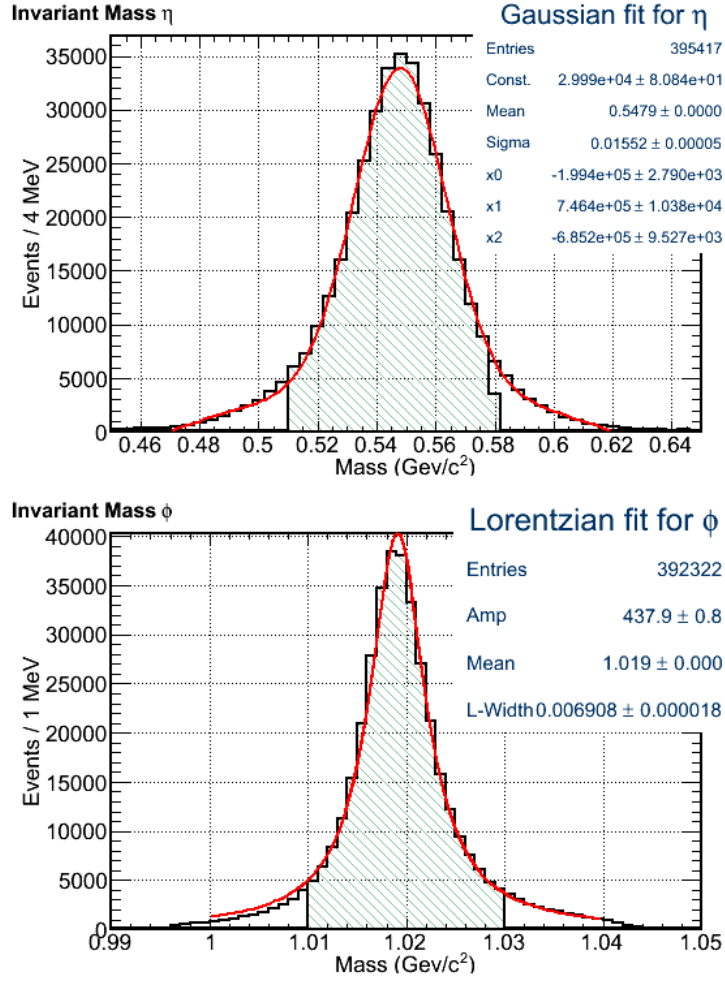 Invariant Mass η
Gaussian fit for η
Entries 395417
Const. 2.999e+04 ± 8.084e+01
Mean 0.5479 ± 0.0000
Sigma 0.01552 ± 0.00005
x0 -1.994e+05 ± 2.790e+03
x1 7.464e+05 ± 1.038e+04
x2 -6.852e+05 ± 9.527e+03
Events / 4 MeV
35000
30000
25000
20000
15000
10000
5000
0
0.46 0.48 0.5 0.52 0.54 0.56 0.58 0.6 0.62 0.64
Mass (Gev/c²)
Invariant Mass ϕ
Lorentzian fit for ϕ
Entries 392322
Amp 437.9 ± 0.8
Mean 1.019 ± 0.000
L-Width 0.006908 ± 0.000018
Events / 1 MeV
40000
35000
30000
25000
20000
15000
10000
5000
0
0.99 1 1.01 1.02 1.03 1.04 1.05
Mass (Gev/c²)